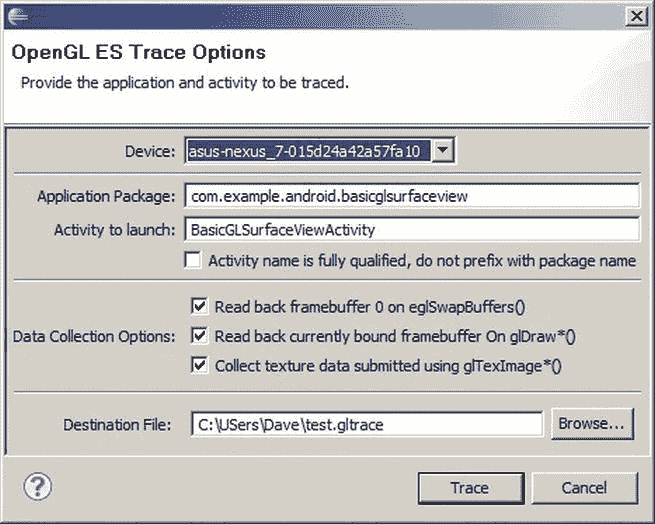 OpenGL ES Trace Options
Provide the application and activity to be traced.
Device: asus-nexus_7-015d24a42a57fa10
Application Package: com.example.android.basicglsurfaceview
Activity to launch: BasicGLSurfaceViewActivity
Activity name is fully qualified, do not prefix with package name
Read back framebuffer 0 on eglSwapBuffers()
Data Collection Options: Read back currently bound framebuffer On glDraw*()
Collect texture data submitted using glTexImage*()
Destination File: C:\USers\Dave\test.gltrace Browse...
? Trace Cancel